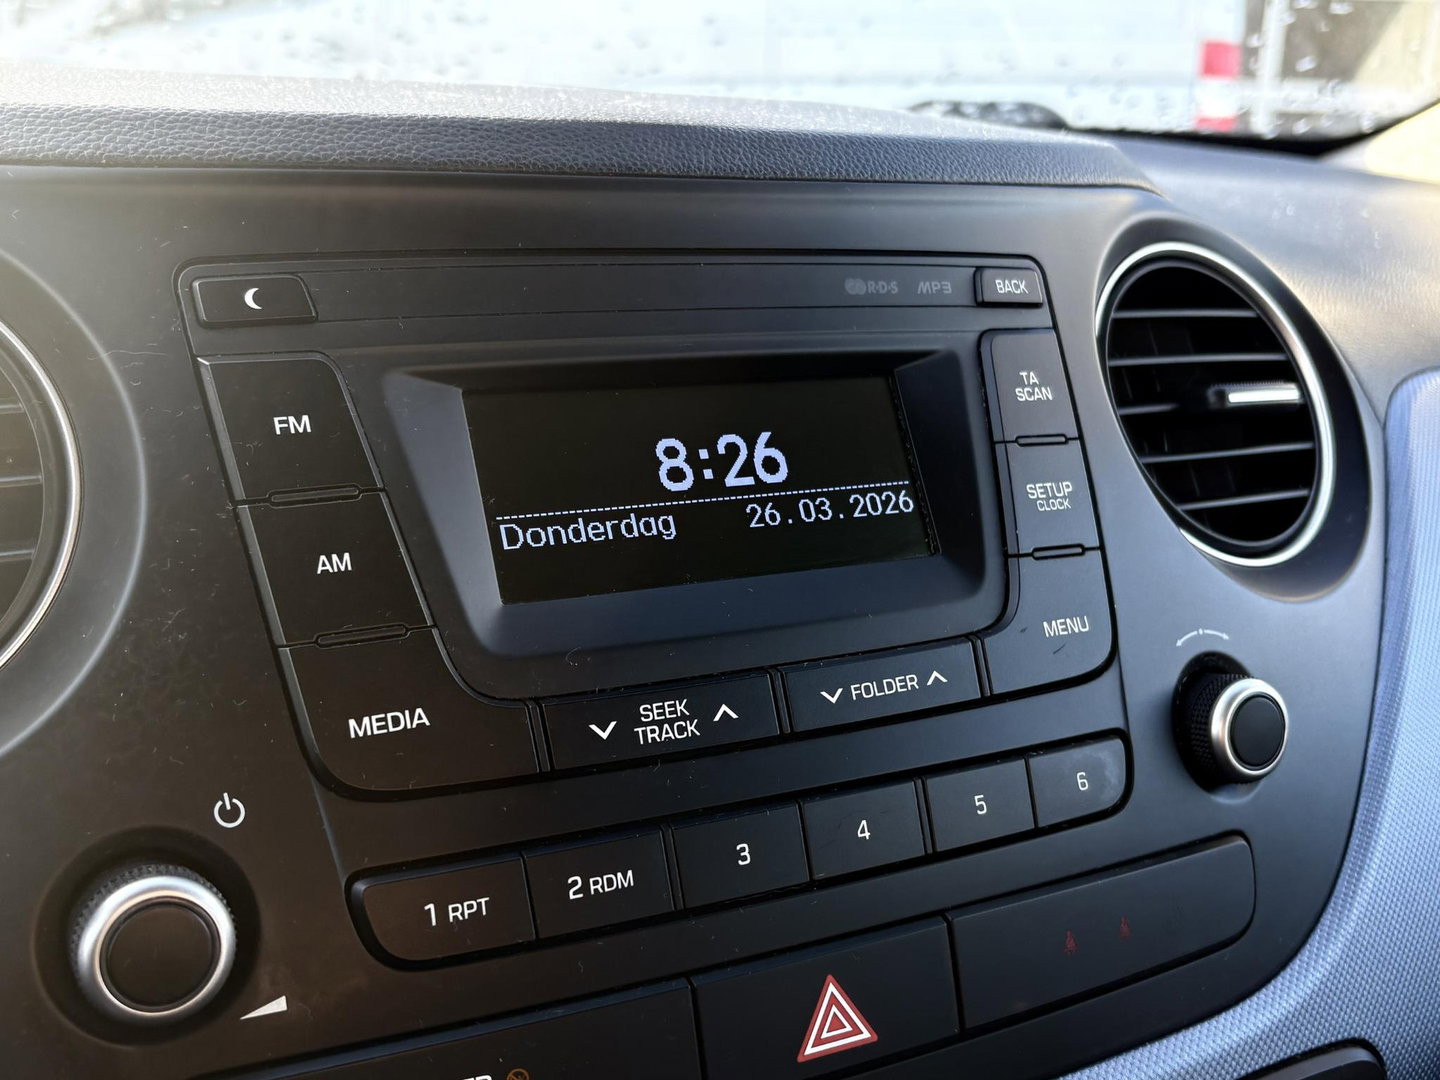 R·D·S MP3 BACK
FM
AM
MEDIA
8:26
Donderdag 26.03.2026
TA
SCAN
SETUP
CLOCK
MENU
SEEK
TRACK
FOLDER
1 RPT
2 RDM
3
4
5
6